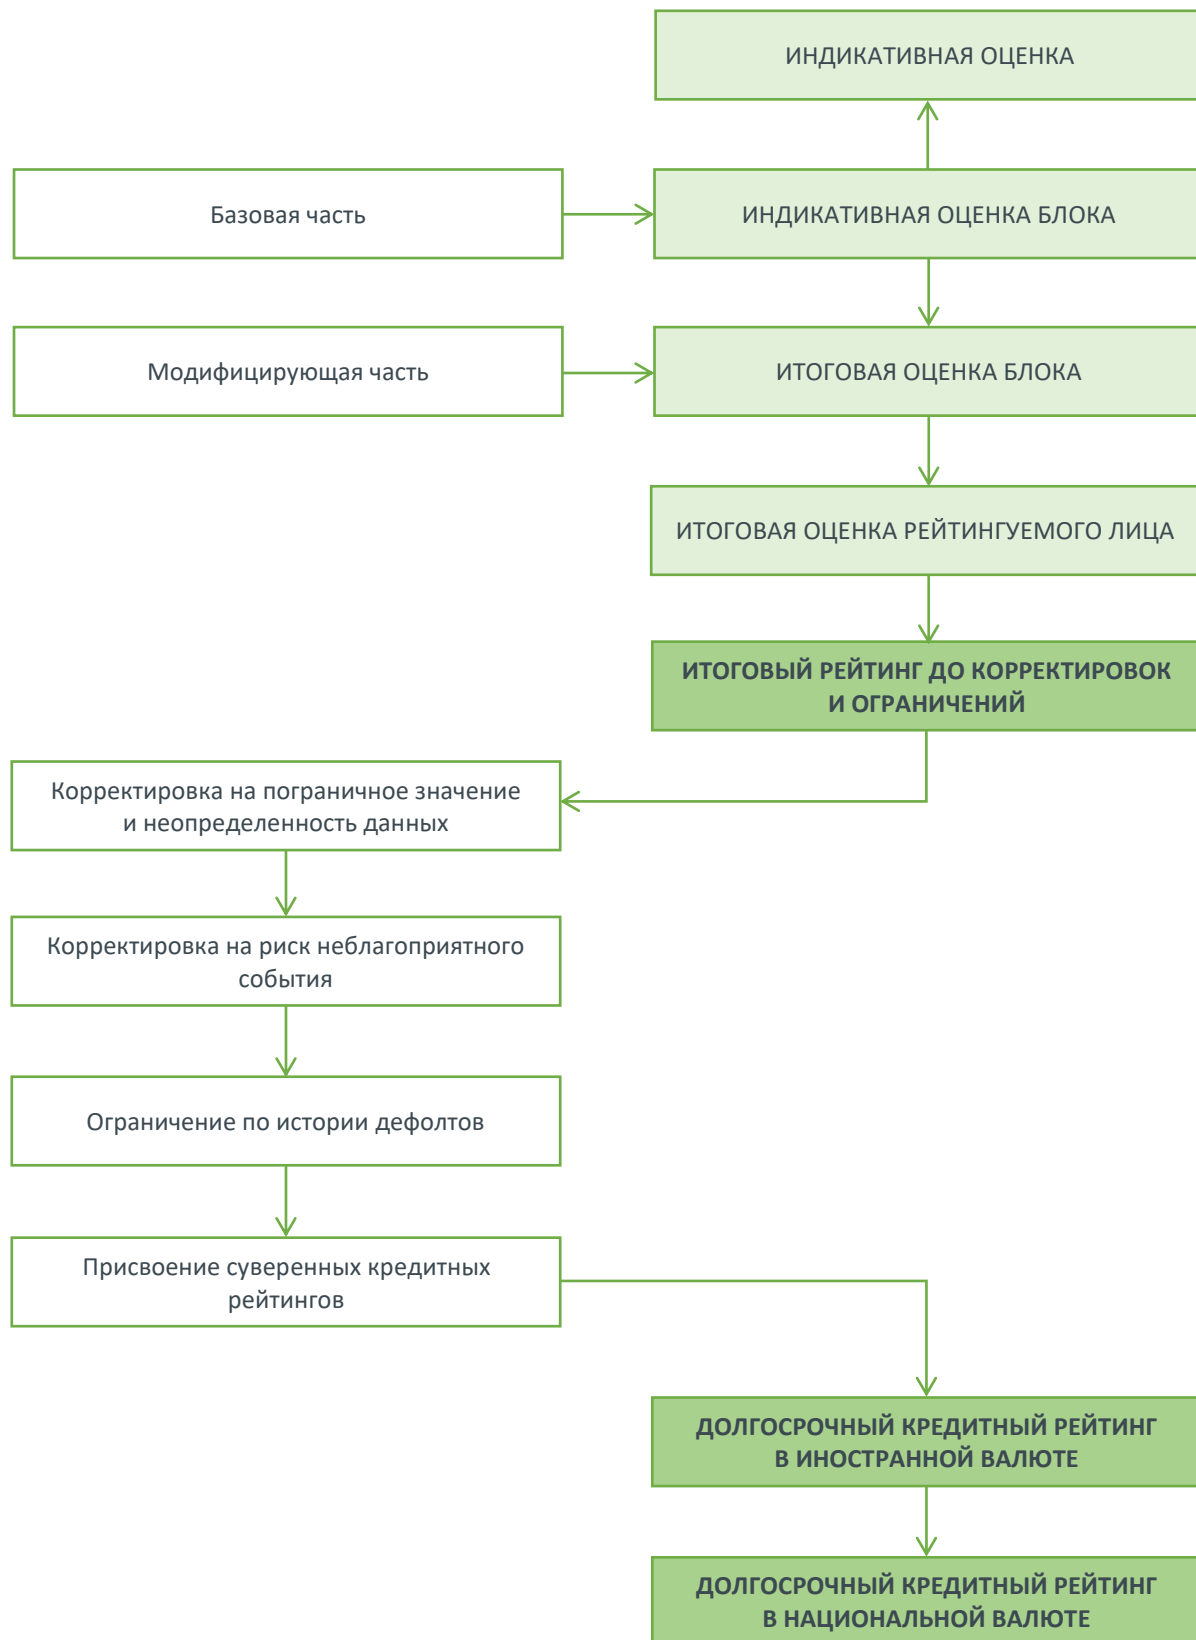 ИНДИКАТИВНАЯ ОЦЕНКА
Базовая часть
ИНДИКАТИВНАЯ ОЦЕНКА БЛОКА
Модифицирующая часть
ИТОГОВАЯ ОЦЕНКА БЛОКА
ИТОГОВАЯ ОЦЕНКА РЕЙТИНГУЕМОГО ЛИЦА
ИТОГОВЫЙ РЕЙТИНГ ДО КОРРЕКТИРОВОК
И ОГРАНИЧЕНИЙ
Корректировка на пограничное значение
и неопределенность данных
Корректировка на риск неблагоприятного
события
Ограничение по истории дефолтов
Присвоение суверенных кредитных
рейтингов
ДОЛГОСРОЧНЫЙ КРЕДИТНЫЙ РЕЙТИНГ
В ИНОСТРАННОЙ ВАЛЮТЕ
ДОЛГОСРОЧНЫЙ КРЕДИТНЫЙ РЕЙТИНГ
В НАЦИОНАЛЬНОЙ ВАЛЮТЕ